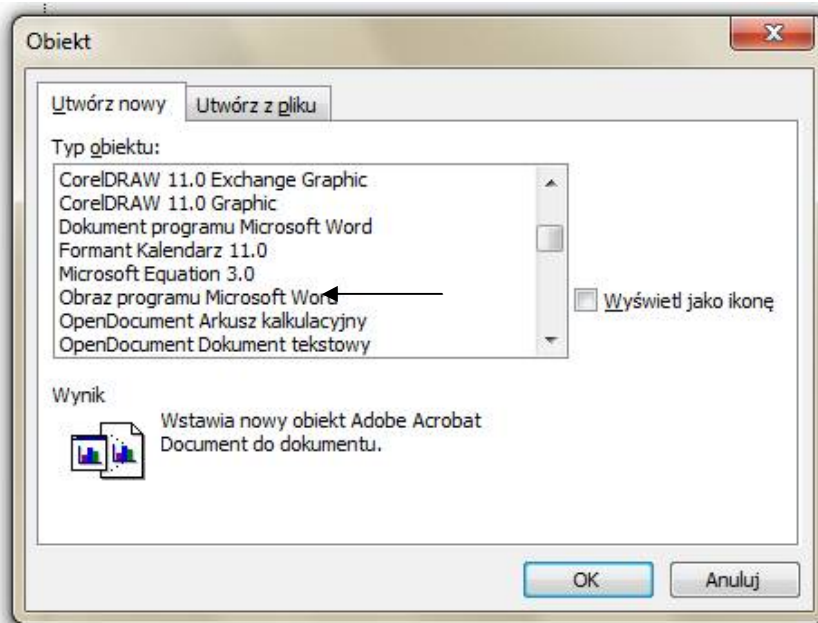 Obiekt
Utwórz nowy
Utwórz z pliku
Typ obiektu:
CorelDRAW 11.0 Exchange Graphic
CorelDRAW 11.0 Graphic
Dokument programu Microsoft Word
Formant Kalendarz 11.0
Microsoft Equation 3.0
Obraz programu Microsoft Word
OpenDocument Arkusz kalkulacyjny
OpenDocument Dokument tekstowy
Wyświetl jako ikonę
Wynik
Wstawia nowy obiekt Adobe Acrobat
Document do dokumentu.
OK
Anuluj